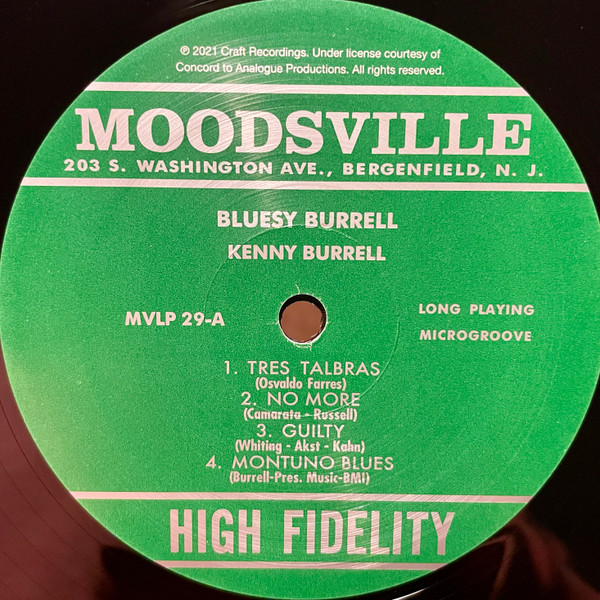 ℗ 2021 Craft Recordings. Under license courtesy of
Concord to Analogue Productions. All rights reserved.
MOODSVILLE
203 S. WASHINGTON AVE., BERGENFIELD, N. J.
BLUESY BURRELL
KENNY BURRELL
MVLP 29-A
LONG PLAYING
MICROGROOVE
1. TRES TALBRAS
(Osvaldo Farres)
2. NO MORE
(Camarata - Russell)
3. GUILTY
(Whiting - Akst - Kahn)
4. MONTUNO BLUES
(Burrell-Pres. Music-BMI)
HIGH FIDELITY